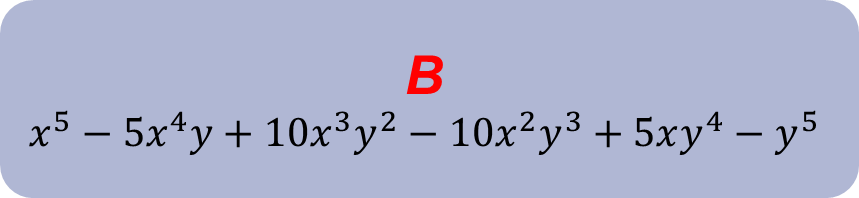 B
x⁵ − 5x⁴y + 10x³y² − 10x²y³ + 5xy⁴ − y⁵